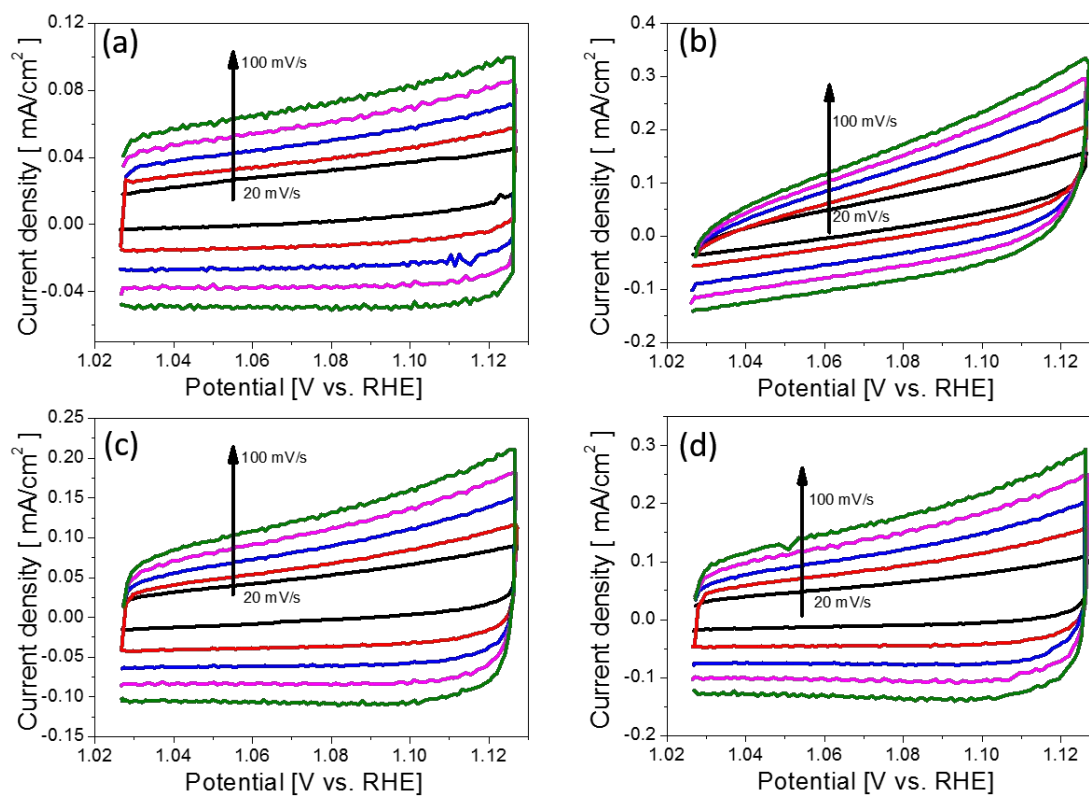 (a)
0.12
0.08
0.04
0.00
-0.04
Current density [ mA/cm²]
100 mV/s
20 mV/s
1.02 1.04 1.06 1.08 1.10 1.12
Potential [V vs. RHE]
(b)
0.4
0.3
0.2
0.1
0.0
-0.1
-0.2
Current density [ mA/cm²]
100 mV/s
20 mV/s
1.02 1.04 1.06 1.08 1.10 1.12
Potential [V vs. RHE]
(c)
0.25
0.20
0.15
0.10
0.05
0.00
-0.05
-0.10
-0.15
Current density [ mA/cm²]
100 mV/s
20 mV/s
1.02 1.04 1.06 1.08 1.10 1.12
Potential [V vs. RHE]
(d)
0.3
0.2
0.1
0.0
-0.1
-0.2
Current density [ mA/cm²]
100 mV/s
20 mV/s
1.02 1.04 1.06 1.08 1.10 1.12
Potential [V vs. RHE]